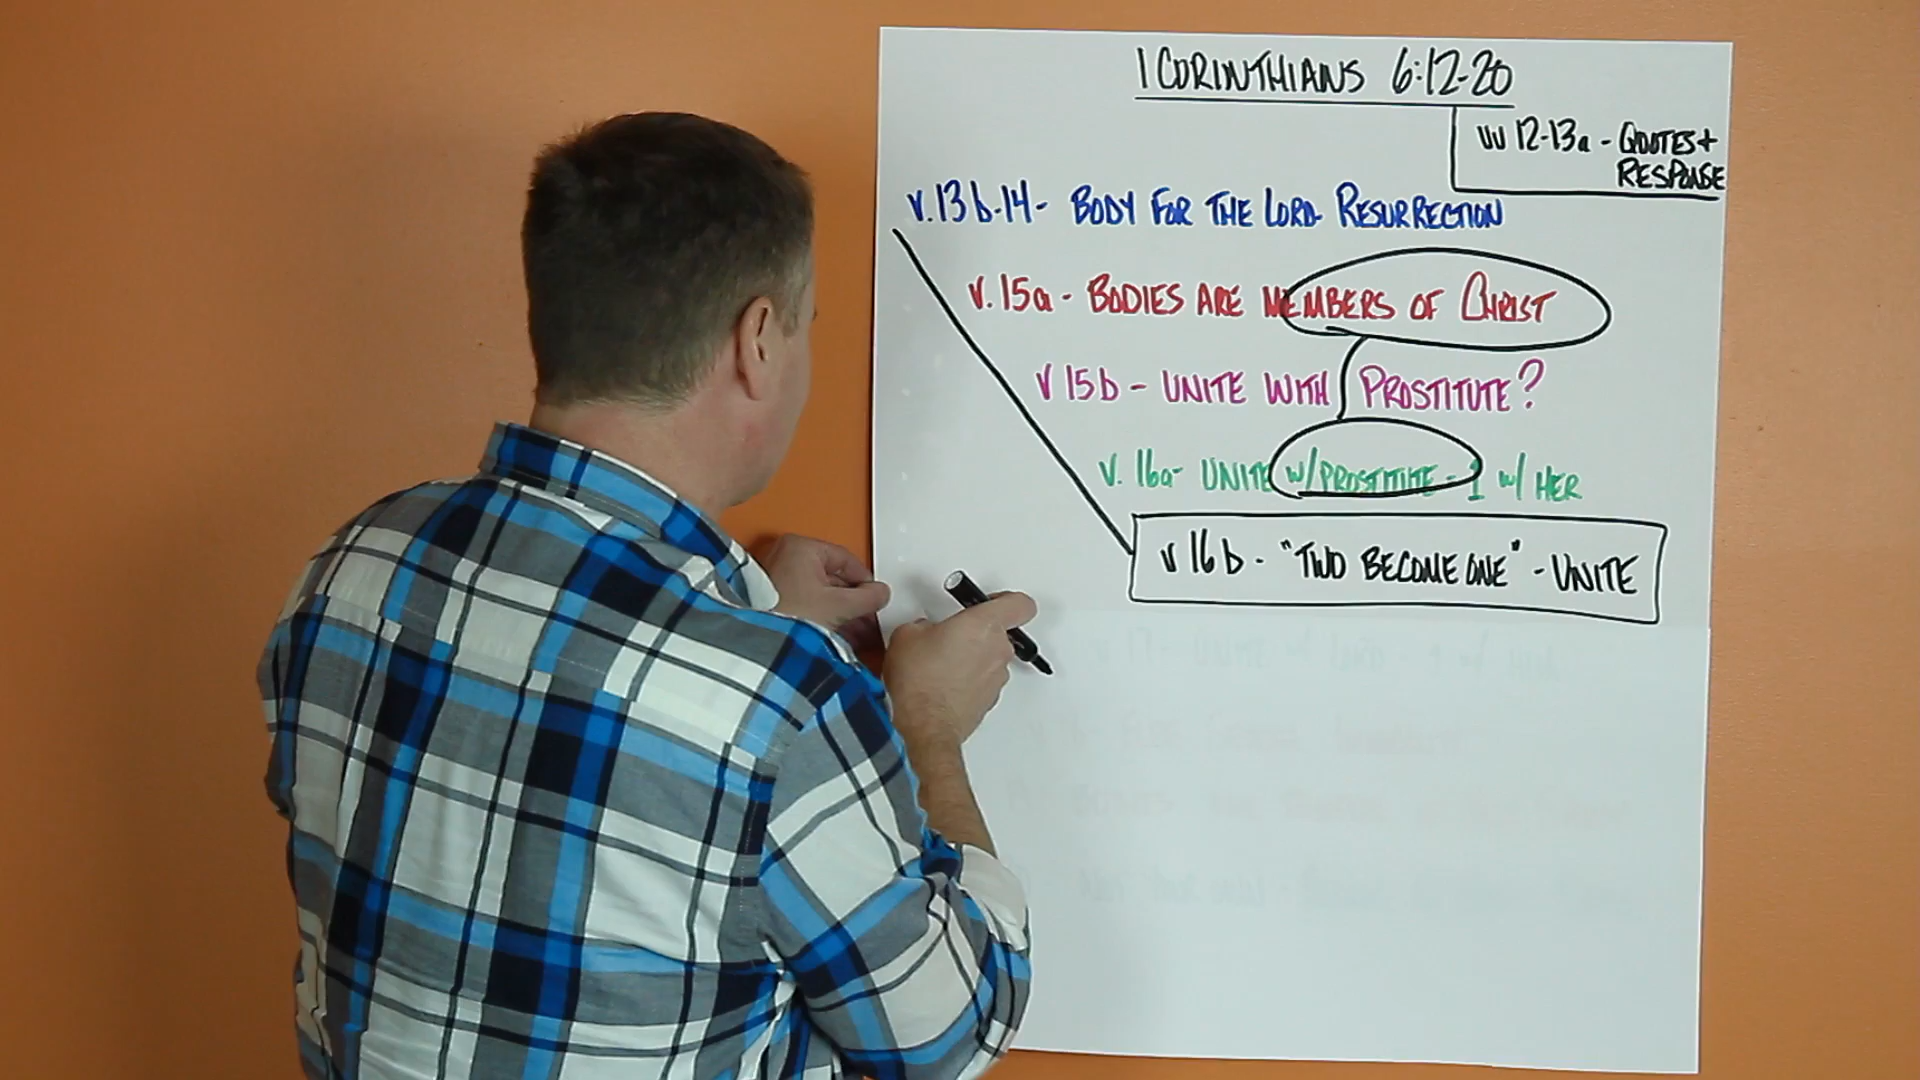 1 CORINTHIANS 6:12-20
vv 12-13a - QUOTES +
RESPONSE
v. 13b-14 - BODY FOR THE LORD - RESURRECTION
v. 15a - BODIES ARE MEMBERS OF CHRIST
v 15b - UNITE WITH PROSTITUTE?
v. 16a - UNITE w/PROSTITUTE - 1 w/ HER
v 16b - "TWO BECOME ONE" - UNITE